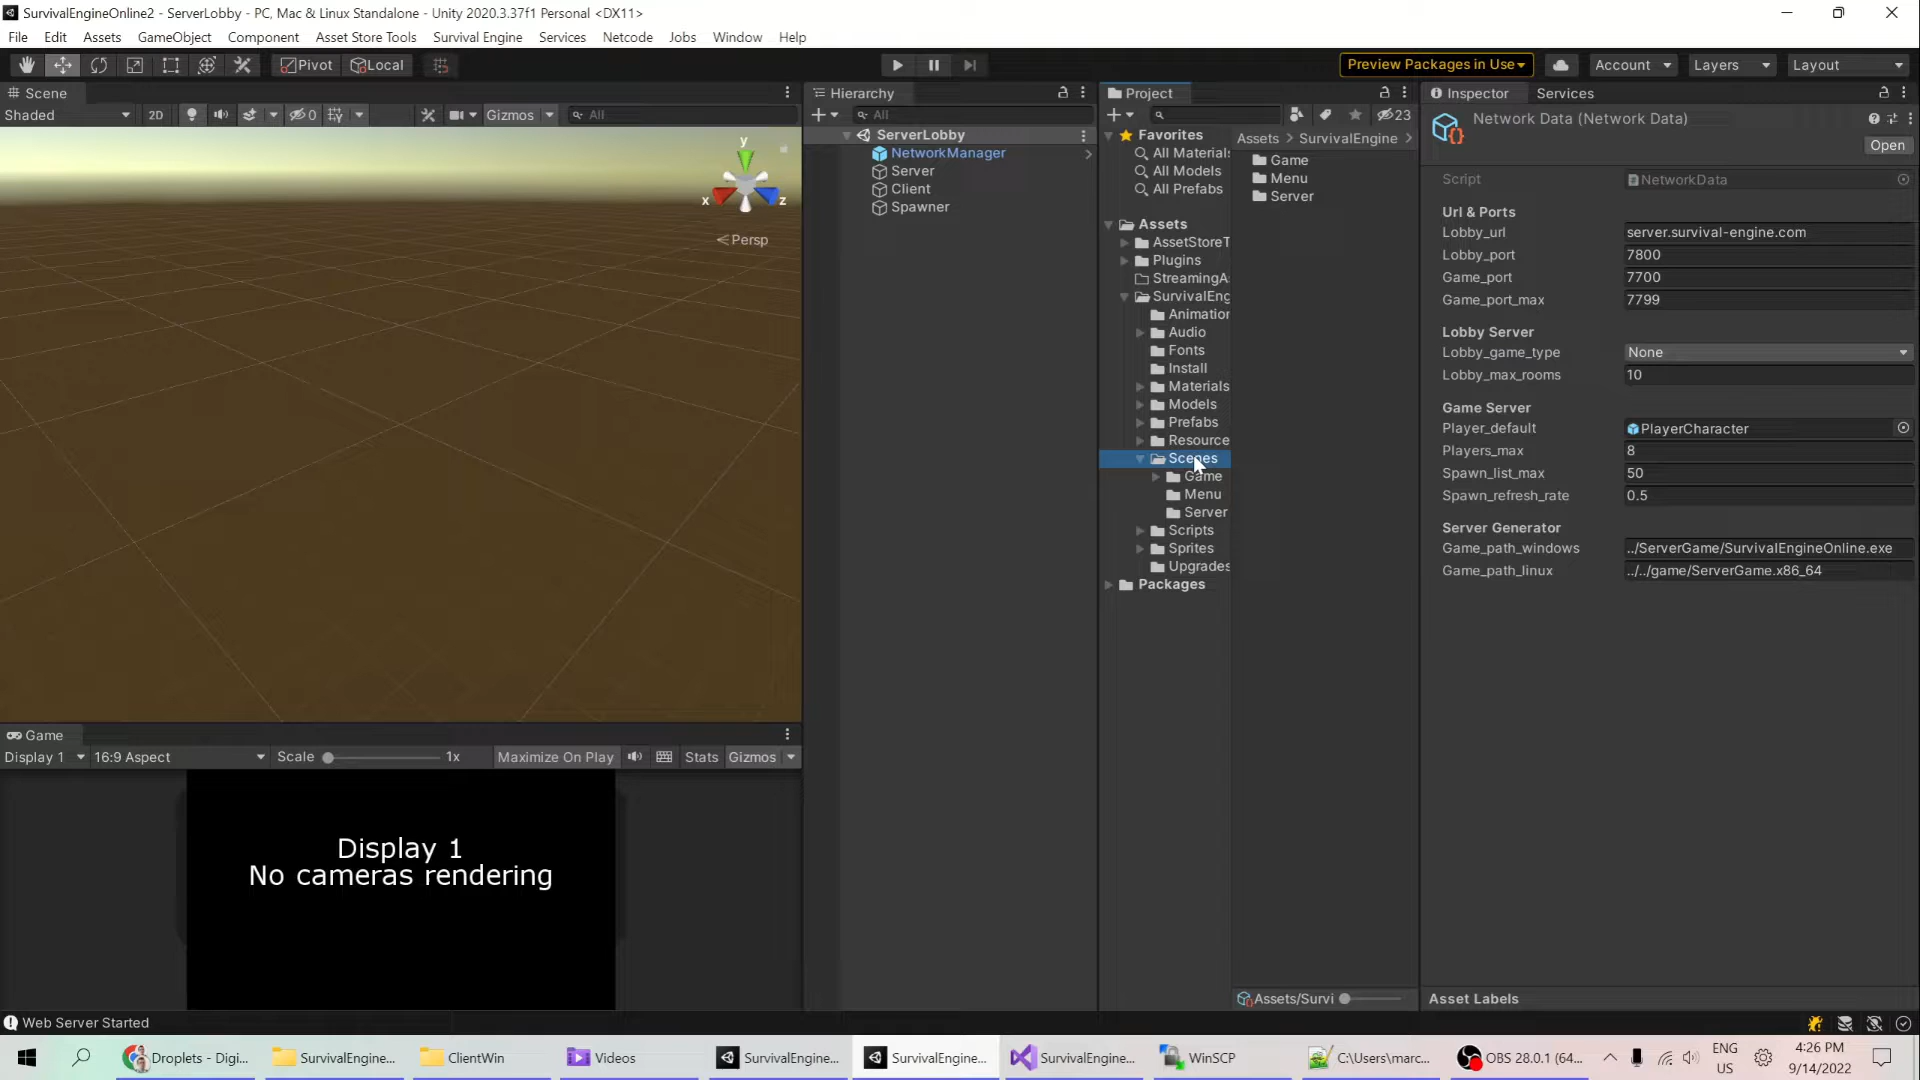 SurvivalEngineOnline2 - ServerLobby - PC, Mac & Linux Standalone - Unity 2020.3.37f1 Personal <DX11>
File Edit Assets GameObject Component Asset Store Tools Survival Engine Services Netcode Jobs Window Help
Pivot Local Preview Packages in Use Account Layers Layout
Scene
Shaded 2D 0 Gizmos All
y
x z
Persp
Game
Display 1 16:9 Aspect Scale 1x Maximize On Play Stats Gizmos
Display 1
No cameras rendering
Hierarchy
All
ServerLobby
NetworkManager
Server
Client
Spawner
Project
23
Favorites
All Materials
All Models
All Prefabs
Assets
AssetStoreT
Plugins
StreamingA
SurvivalEng
Animation
Audio
Fonts
Install
Materials
Models
Prefabs
Resource
Scenes
Game
Menu
Server
Scripts
Sprites
Upgrades
Packages
Assets > SurvivalEngine >
Game
Menu
Server
Assets/Survi
Inspector Services
Network Data (Network Data)
Open
Script NetworkData
Url & Ports
Lobby_url server.survival-engine.com
Lobby_port 7800
Game_port 7700
Game_port_max 7799
Lobby Server
Lobby_game_type None
Lobby_max_rooms 10
Game Server
Player_default PlayerCharacter
Players_max 8
Spawn_list_max 50
Spawn_refresh_rate 0.5
Server Generator
Game_path_windows ../ServerGame/SurvivalEngineOnline.exe
Game_path_linux ../../game/ServerGame.x86_64
Asset Labels
Web Server Started
Droplets - Digi... SurvivalEngine... ClientWin Videos SurvivalEngine... SurvivalEngine... SurvivalEngine... WinSCP C:\Users\marc... OBS 28.0.1 (64...
ENG
US
4:26 PM
9/14/2022